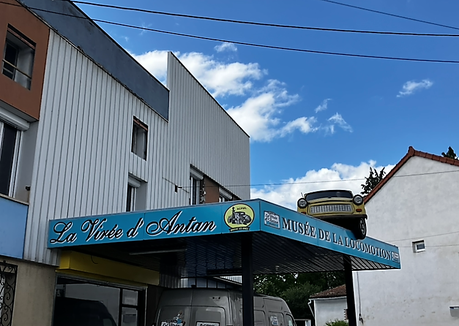 La Virée d'Antan
MUSÉE DE LA LOCOMOTION